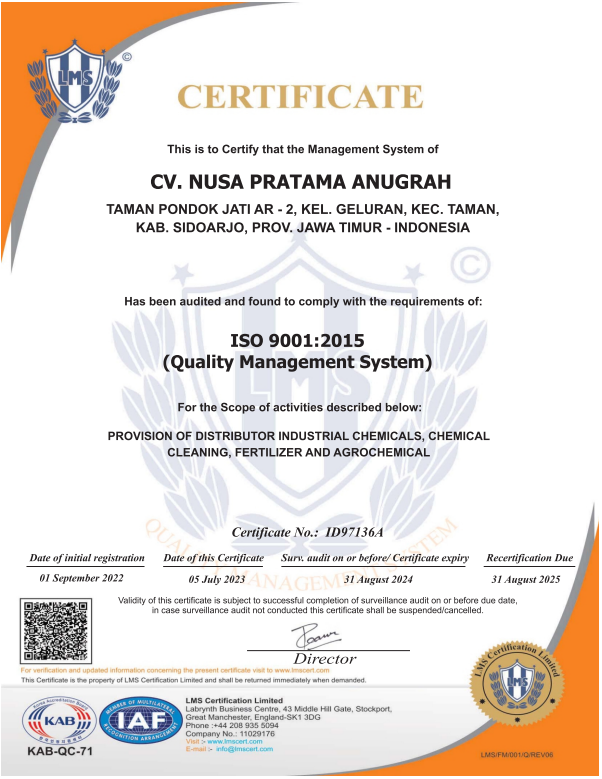 LMS
©
CERTIFICATE
This is to Certify that the Management System of
CV. NUSA PRATAMA ANUGRAH
TAMAN PONDOK JATI AR - 2, KEL. GELURAN, KEC. TAMAN,
KAB. SIDOARJO, PROV. JAWA TIMUR - INDONESIA
©
Has been audited and found to comply with the requirements of:
ISO 9001:2015
(Quality Management System)
LMS
For the Scope of activities described below:
PROVISION OF DISTRIBUTOR INDUSTRIAL CHEMICALS, CHEMICAL
CLEANING, FERTILIZER AND AGROCHEMICAL
QUALITY MANAGEMENT SYSTEM
Certificate No.: ID97136A
Date of initial registration Date of this Certificate Surv. audit on or before/ Certificate expiry Recertification Due
01 September 2022 05 July 2023 31 August 2024 31 August 2025
Validity of this certificate is subject to successful completion of surveillance audit on or before due date,
in case surveillance audit not conducted this certificate shall be suspended/cancelled.
Director
For verification and updated information concerning the present certificate visit to www.lmscert.com
This Certificate is the property of LMS Certification Limited and shall be returned immediately when demanded.
LMS Certification Limited
LMS
KAB
KAB-QC-71
MEMBER OF MULTILATERAL
IAF
RECOGNITION ARRANGEMENT
LMS Certification Limited
Labrynth Business Centre, 43 Middle Hill Gate, Stockport,
Great Manchester, England-SK1 3DG
Phone :+44 208 935 5094
Company No.: 11029176
Visit :- www.lmscert.com
E-mail :- info@lmscert.com
LMS/FM/001/Q/REV06